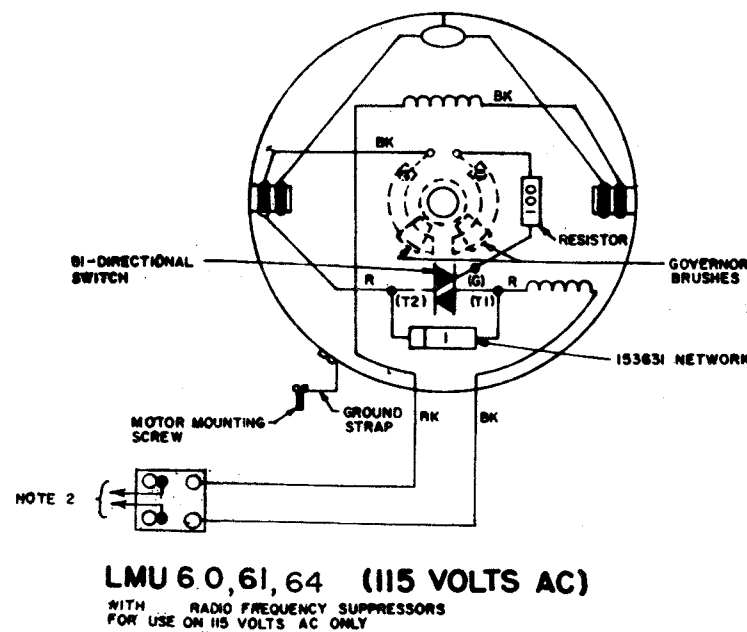 BK
BK
100
RESISTOR
BI-DIRECTIONAL
SWITCH
R
(G)
R
GOVERNOR
BRUSHES
(T2)
(T1)
1
153631 NETWORK
MOTOR MOUNTING
SCREW
GROUND
STRAP
BK
BK
NOTE 2
LMU 60, 61, 64 (115 VOLTS AC)
WITH RADIO FREQUENCY SUPPRESSORS
FOR USE ON 115 VOLTS AC ONLY